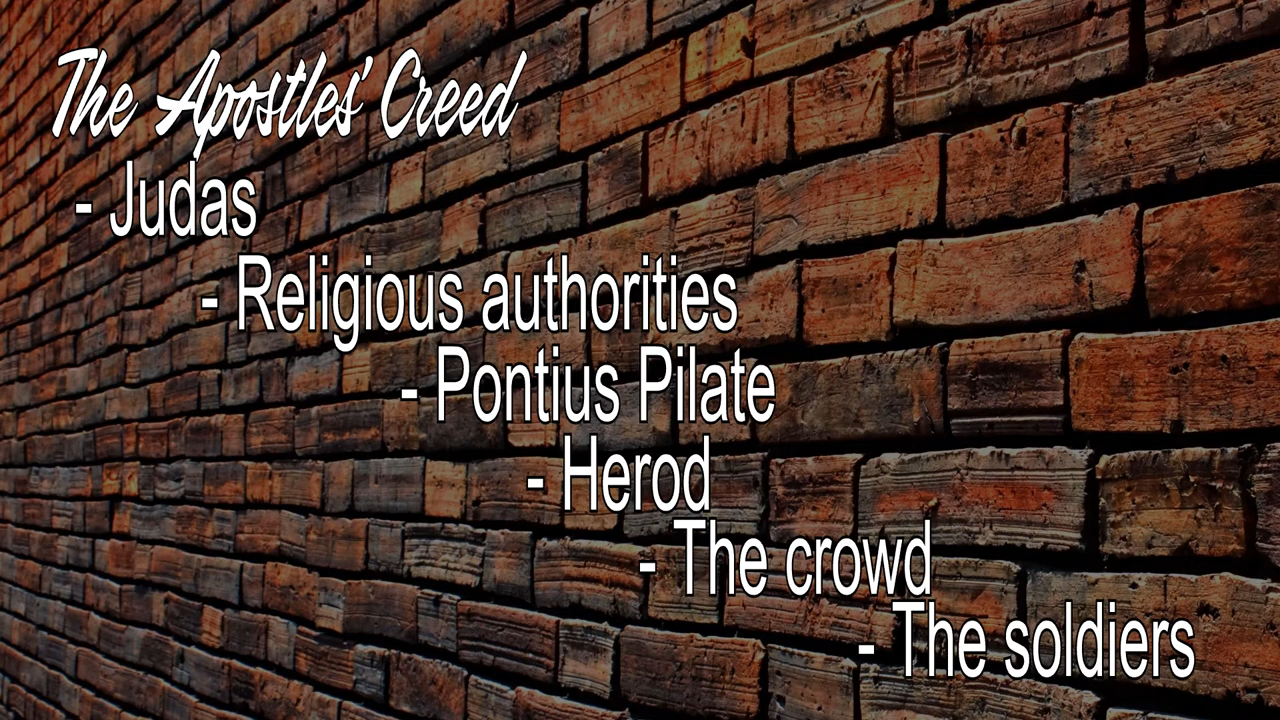 The Apostles' Creed
- Judas
- Religious authorities
- Pontius Pilate
- Herod
- The crowd
- The soldiers